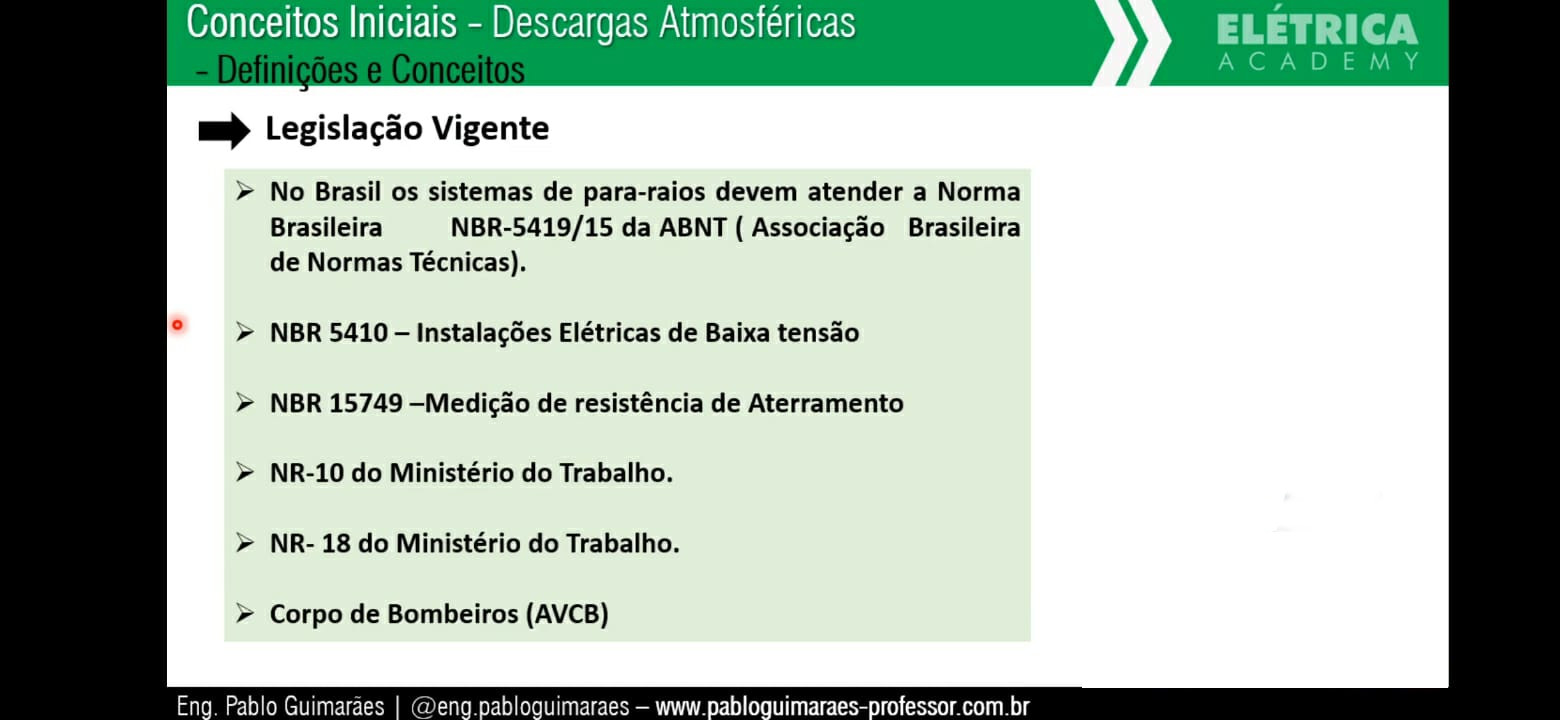 Conceitos Iniciais – Descargas Atmosféricas
– Definições e Conceitos
ELÉTRICA
ACADEMY
Legislação Vigente
No Brasil os sistemas de para-raios devem atender a Norma
Brasileira NBR-5419/15 da ABNT ( Associação Brasileira
de Normas Técnicas).
NBR 5410 – Instalações Elétricas de Baixa tensão
NBR 15749 –Medição de resistência de Aterramento
NR-10 do Ministério do Trabalho.
NR- 18 do Ministério do Trabalho.
Corpo de Bombeiros (AVCB)
Eng. Pablo Guimarães | @eng.pabloguimaraes – www.pabloguimaraes-professor.com.br